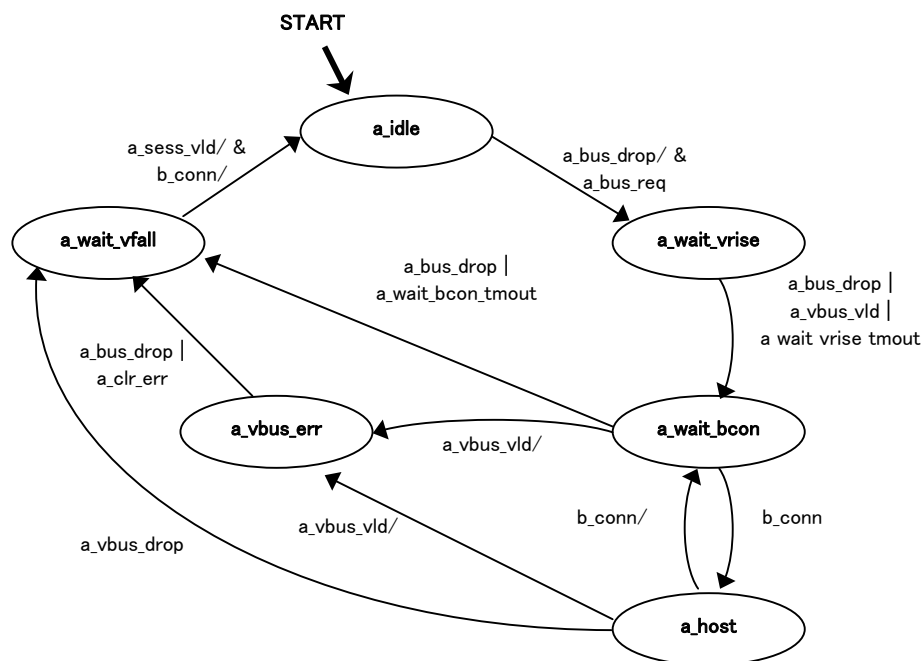 START
a_idle
a_sess_vld/ &
b_conn/
a_bus_drop/ &
a_bus_req
a_wait_vfall
a_wait_vrise
a_bus_drop |
a_wait_bcon_tmout
a_bus_drop |
a_vbus_vld |
a wait vrise tmout
a_bus_drop |
a_clr_err
a_vbus_err
a_wait_bcon
a_vbus_vld/
a_vbus_vld/
b_conn/
b_conn
a_vbus_drop
a_host